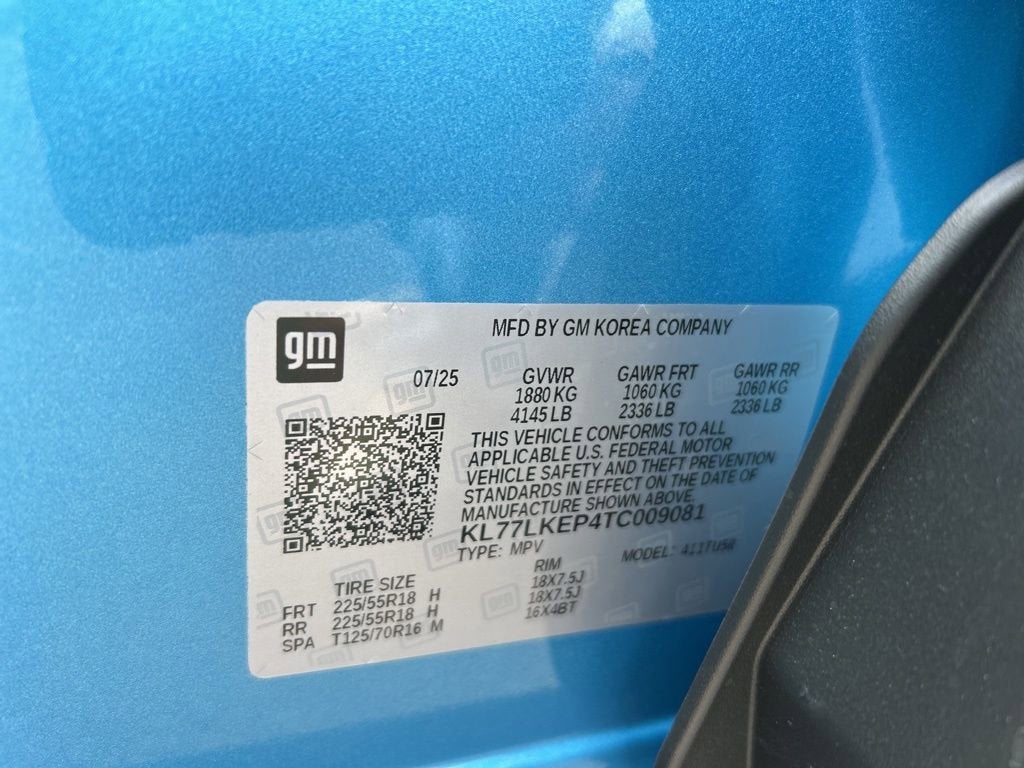 gm
MFD BY GM KOREA COMPANY
07/25
GVWR
1880 KG
4145 LB
GAWR FRT
1060 KG
2336 LB
GAWR RR
1060 KG
2336 LB
THIS VEHICLE CONFORMS TO ALL
APPLICABLE U.S. FEDERAL MOTOR
VEHICLE SAFETY AND THEFT PREVENTION
STANDARDS IN EFFECT ON THE DATE OF
MANUFACTURE SHOWN ABOVE.
KL77LKEP4TC009081
TYPE: MPV MODEL:
TIRE SIZE RIM
FRT 225/55R18 H 18X7.5J
RR 225/55R18 H 18X7.5J
SPA T125/70R16 M 16X4BT